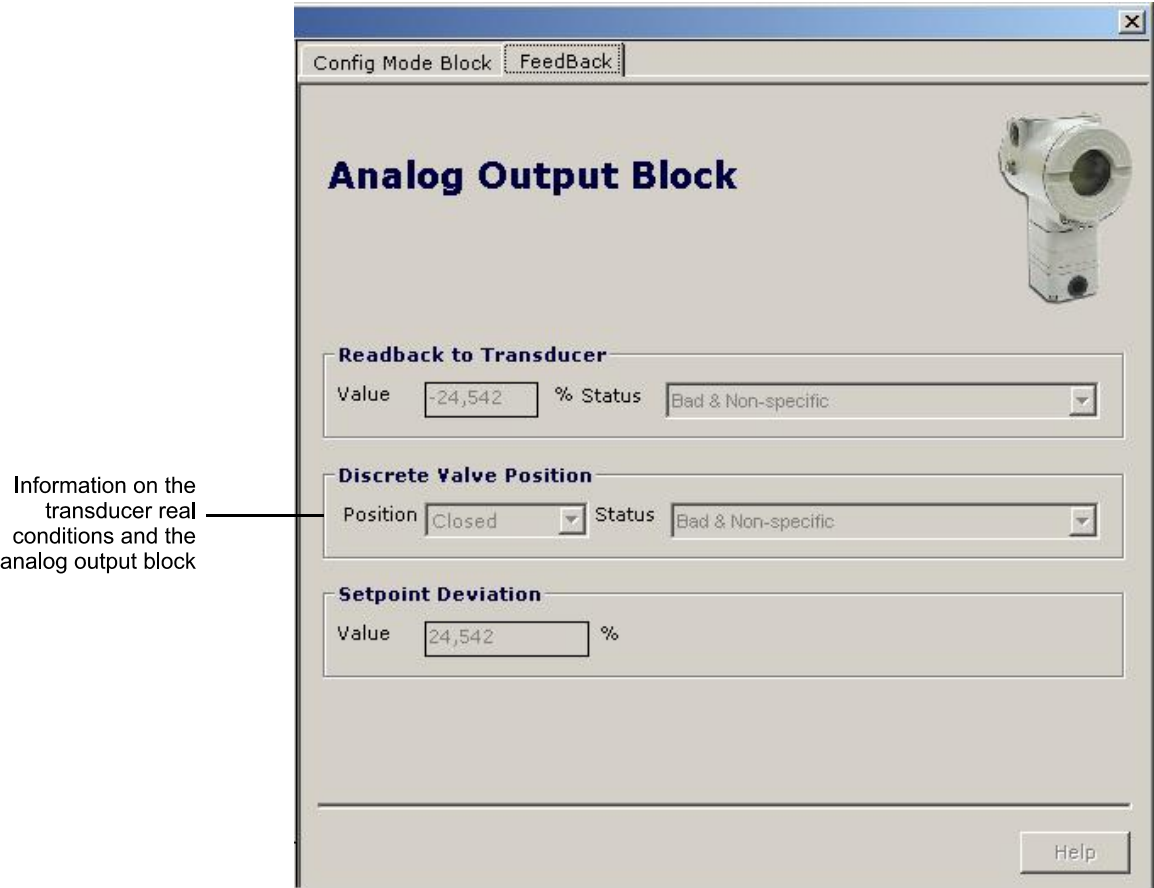 Config Mode Block
FeedBack
Analog Output Block
Readback to Transducer
Value -24,542 % Status Bad & Non-specific
Information on the
transducer real
conditions and the
analog output block
Discrete Valve Position
Position Closed Status Bad & Non-specific
Setpoint Deviation
Value 24,542 %
Help